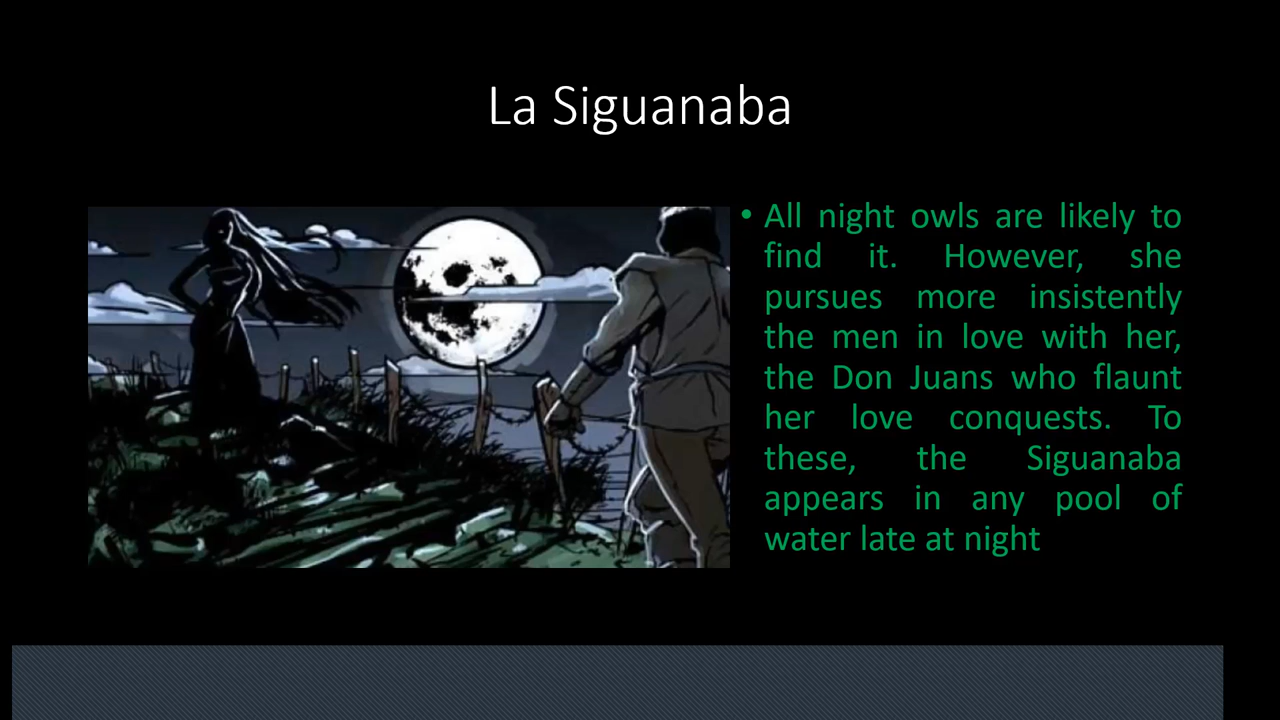 La Siguanaba
• All night owls are likely to
find it. However, she
pursues more insistently
the men in love with her,
the Don Juans who flaunt
her love conquests. To
these, the Siguanaba
appears in any pool of
water late at night